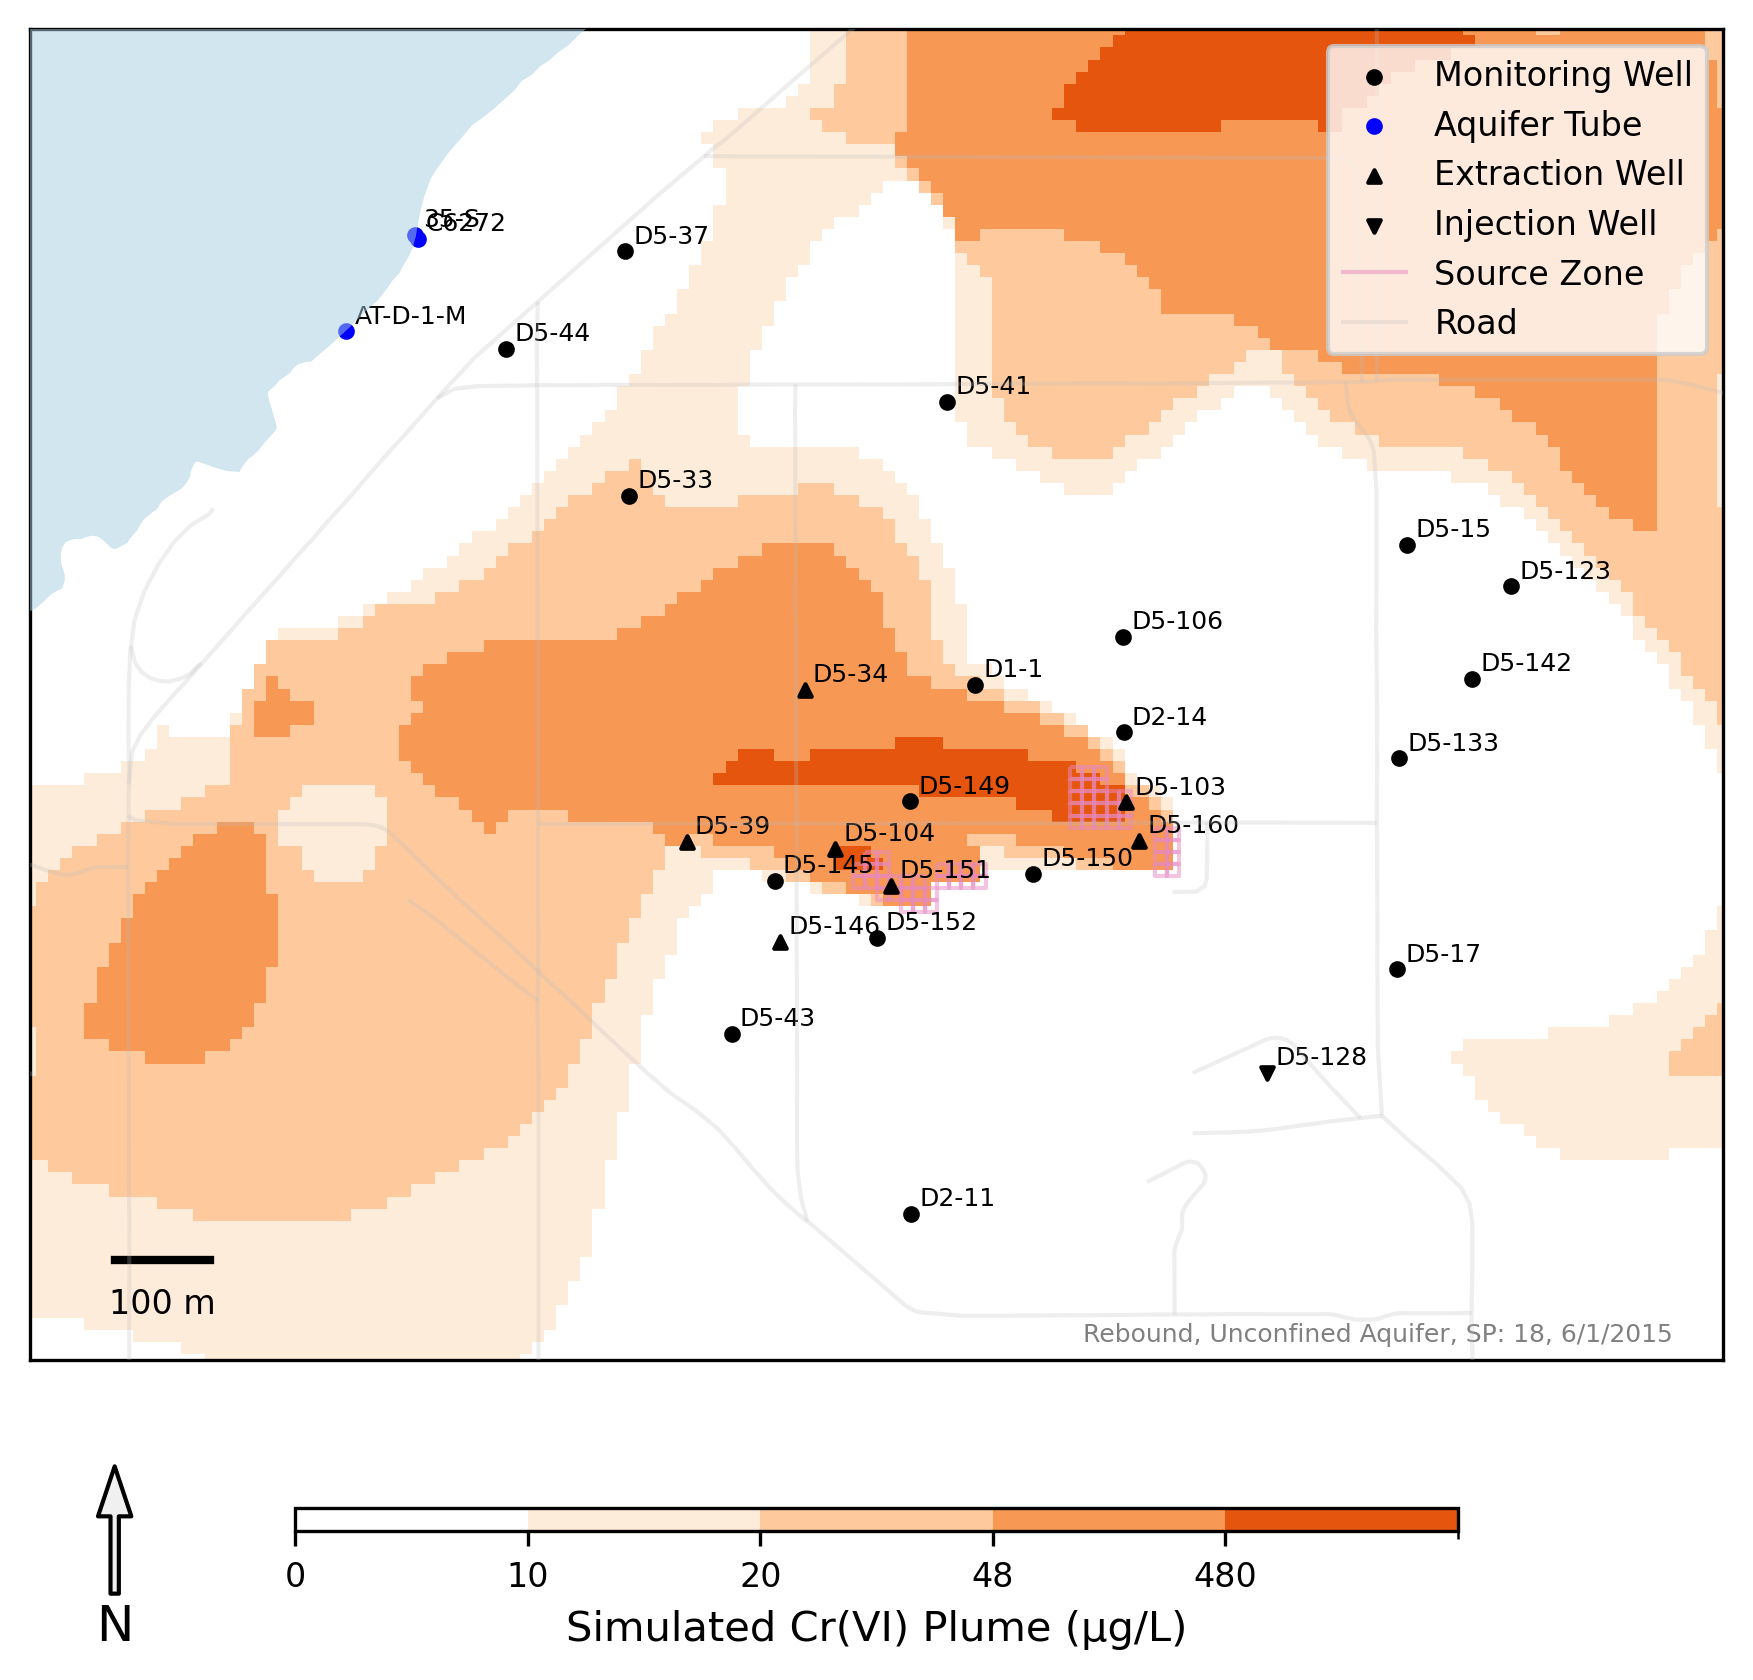 Monitoring Well
Aquifer Tube
Extraction Well
Injection Well
Source Zone
Road
35-S
C6272
D5-37
AT-D-1-M
D5-44
D5-41
D5-33
D5-15
D5-123
D5-106
D5-142
D1-1
D5-34
D2-14
D5-133
D5-149
D5-103
D5-39
D5-104
D5-160
D5-145
D5-151
D5-150
D5-146
D5-152
D5-17
D5-43
D5-128
D2-11
100 m
Rebound, Unconfined Aquifer, SP: 18, 6/1/2015
0 10 20 48 480
Simulated Cr(VI) Plume (µg/L)
N